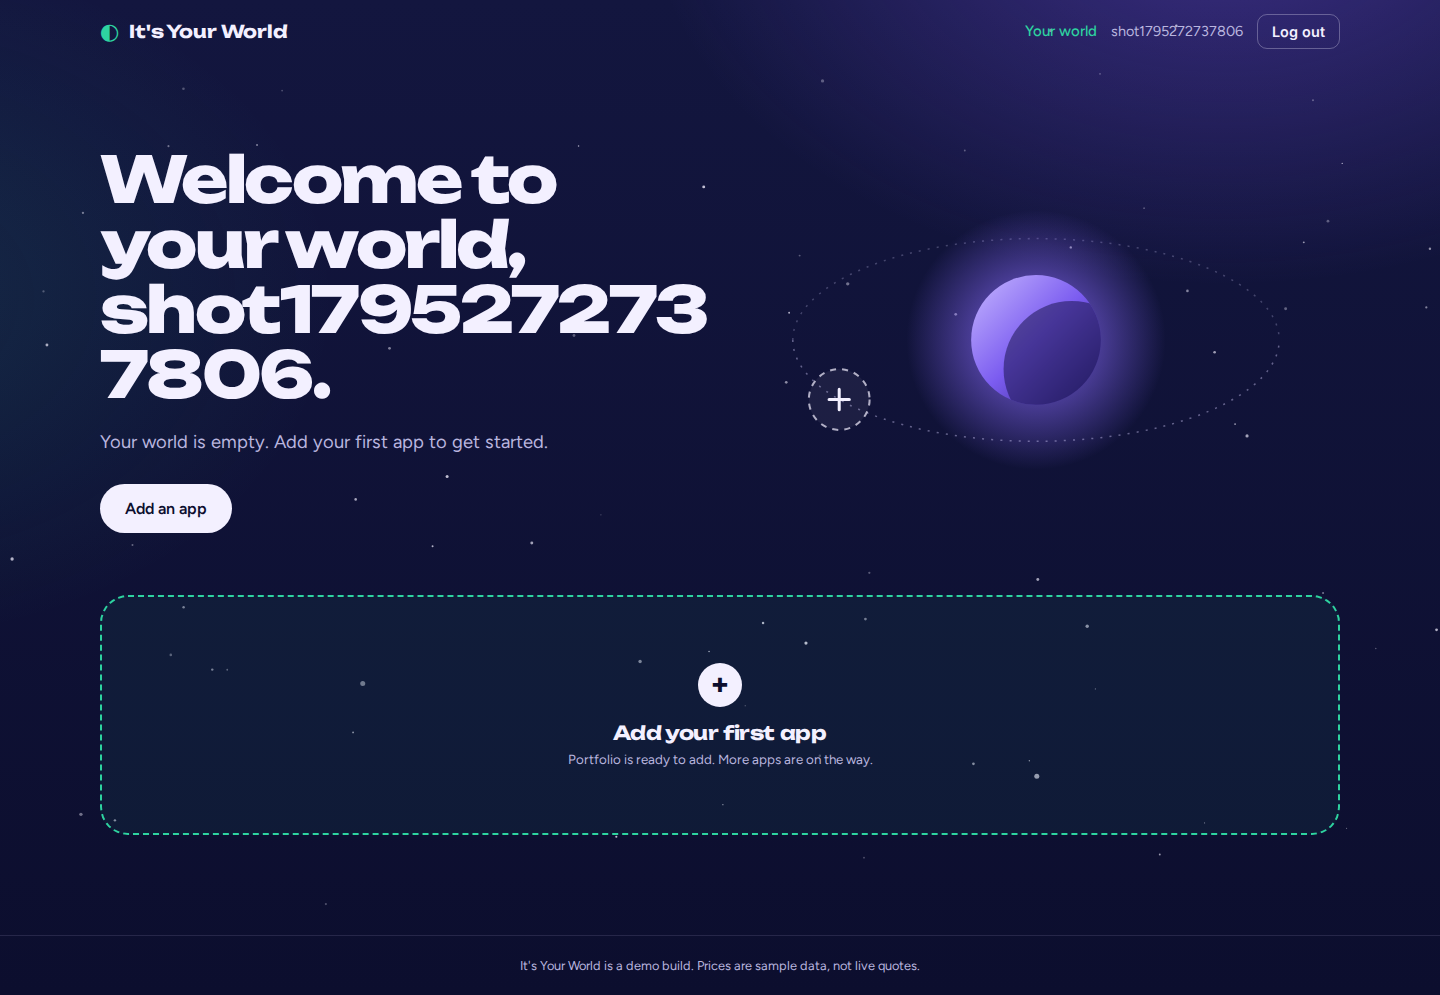 It's Your World
Your world shot1795272737806 Log out
Welcome to
your world,
shot179527273
7806.
Your world is empty. Add your first app to get started.
Add an app
Add your first app
Portfolio is ready to add. More apps are on the way.
It's Your World is a demo build. Prices are sample data, not live quotes.